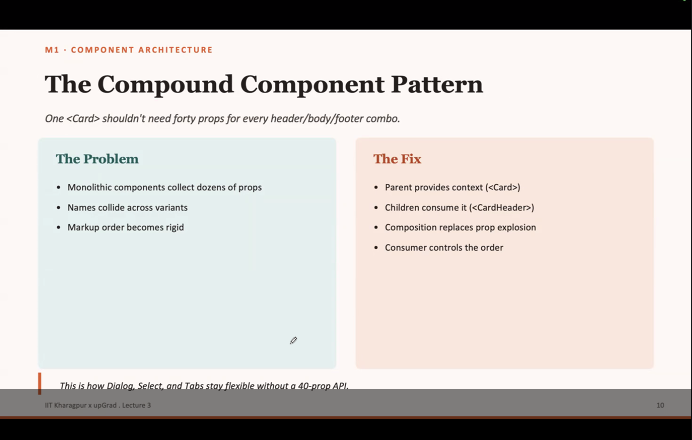 M1 · COMPONENT ARCHITECTURE
The Compound Component Pattern
One <Card> shouldn't need forty props for every header/body/footer combo.
The Problem
• Monolithic components collect dozens of props
• Names collide across variants
• Markup order becomes rigid
The Fix
• Parent provides context (<Card>)
• Children consume it (<CardHeader>)
• Composition replaces prop explosion
• Consumer controls the order
This is how Dialog, Select, and Tabs stay flexible without a 40-prop API.
IIT Kharagpur x upGrad . Lecture 3
10